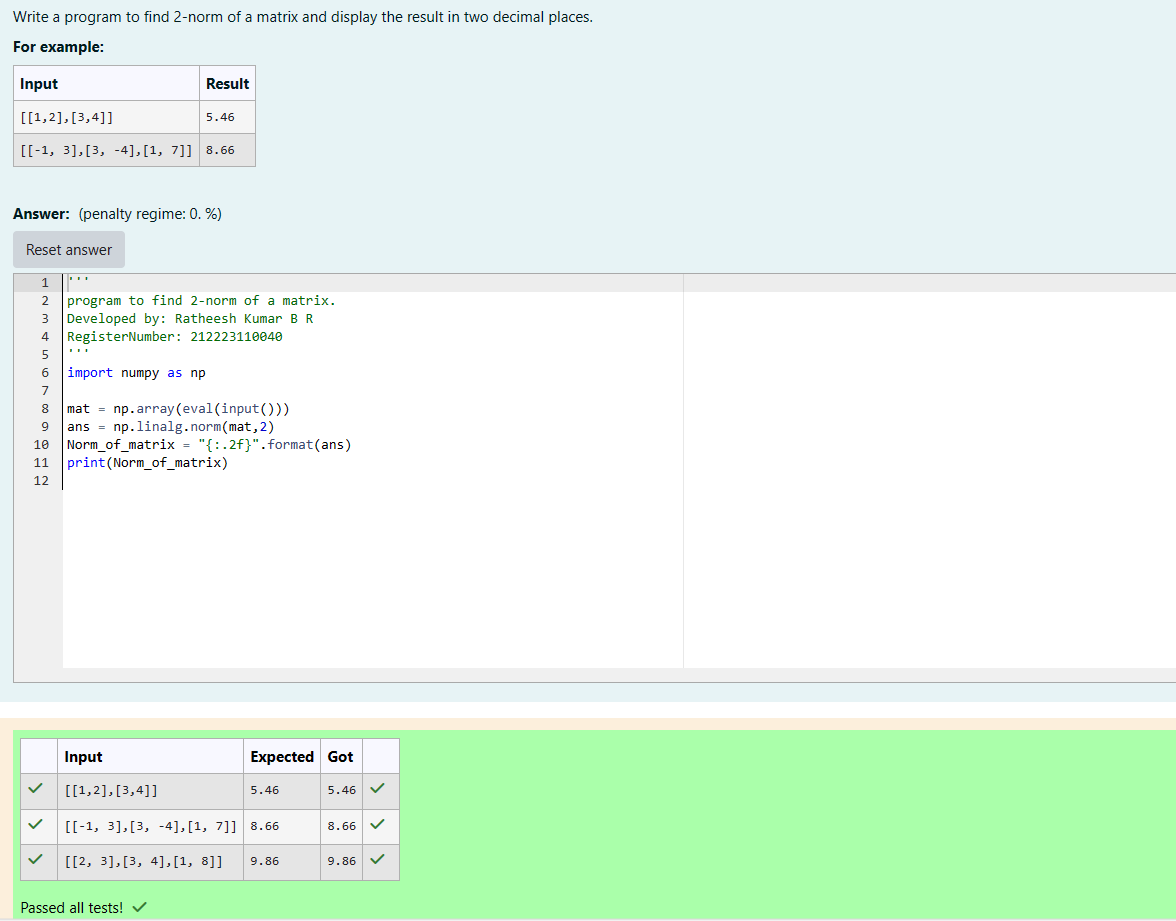 Write a program to find 2-norm of a matrix and display the result in two decimal places.
For example:
Input Result
[[1,2],[3,4]] 5.46
[[-1, 3],[3, -4],[1, 7]] 8.66
Answer: (penalty regime: 0. %)
Reset answer
1 '''
2 program to find 2-norm of a matrix.
3 Developed by: Ratheesh Kumar B R
4 RegisterNumber: 212223110040
5 '''
6 import numpy as np
7
8 mat = np.array(eval(input()))
9 ans = np.linalg.norm(mat,2)
10 Norm_of_matrix = "{:.2f}".format(ans)
11 print(Norm_of_matrix)
12
Input Expected Got
[[1,2],[3,4]] 5.46 5.46
[[-1, 3],[3, -4],[1, 7]] 8.66 8.66
[[2, 3],[3, 4],[1, 8]] 9.86 9.86
Passed all tests!